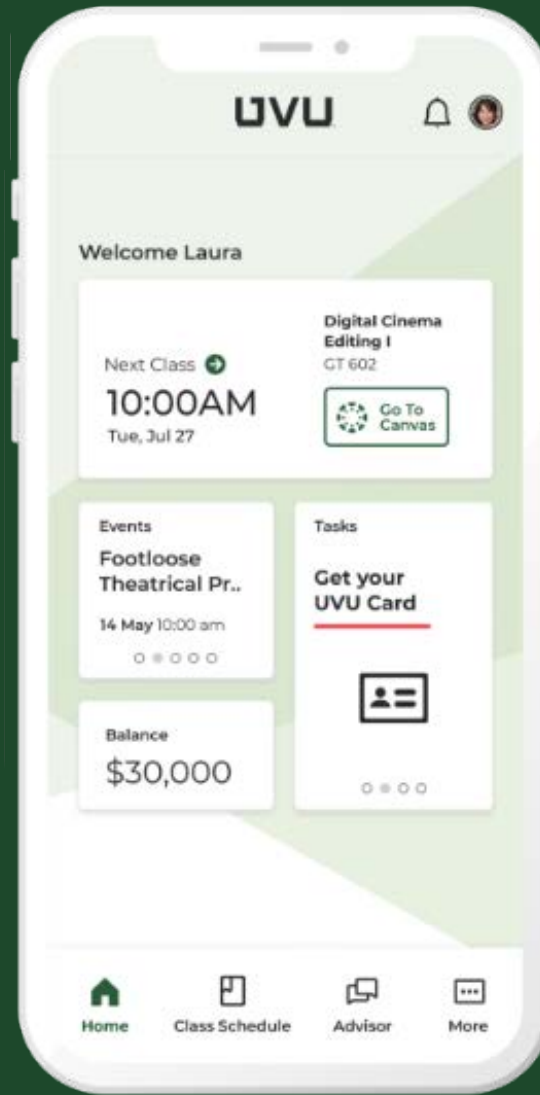 UVU
Welcome Laura
Next Class
10:00AM
Tue, Jul 27
Digital Cinema
Editing I
GT 602
Go To
Canvas
Events
Footloose
Theatrical Pr..
14 May 10:00 am
Tasks
Get your
UVU Card
Balance
$30,000
Home
Class Schedule
Advisor
More